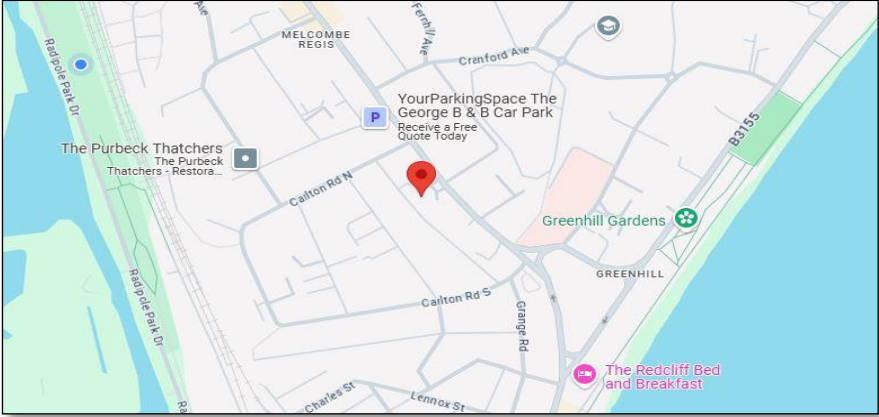 Ave
Fernhill Ave
MELCOMBE
REGIS
Cranford Ave
Radipole Park Dr
YourParkingSpace The
George B & B Car Park
Receive a Free
Quote Today
P
B3155
The Purbeck Thatchers
The Purbeck
Thatchers - Restora...
Carlton Rd N
Greenhill Gardens
GREENHILL
Radipole Park Dr
Carlton Rd S
Grange Rd
The Redcliff Bed
and Breakfast
Charles St
Lennox St
Ra